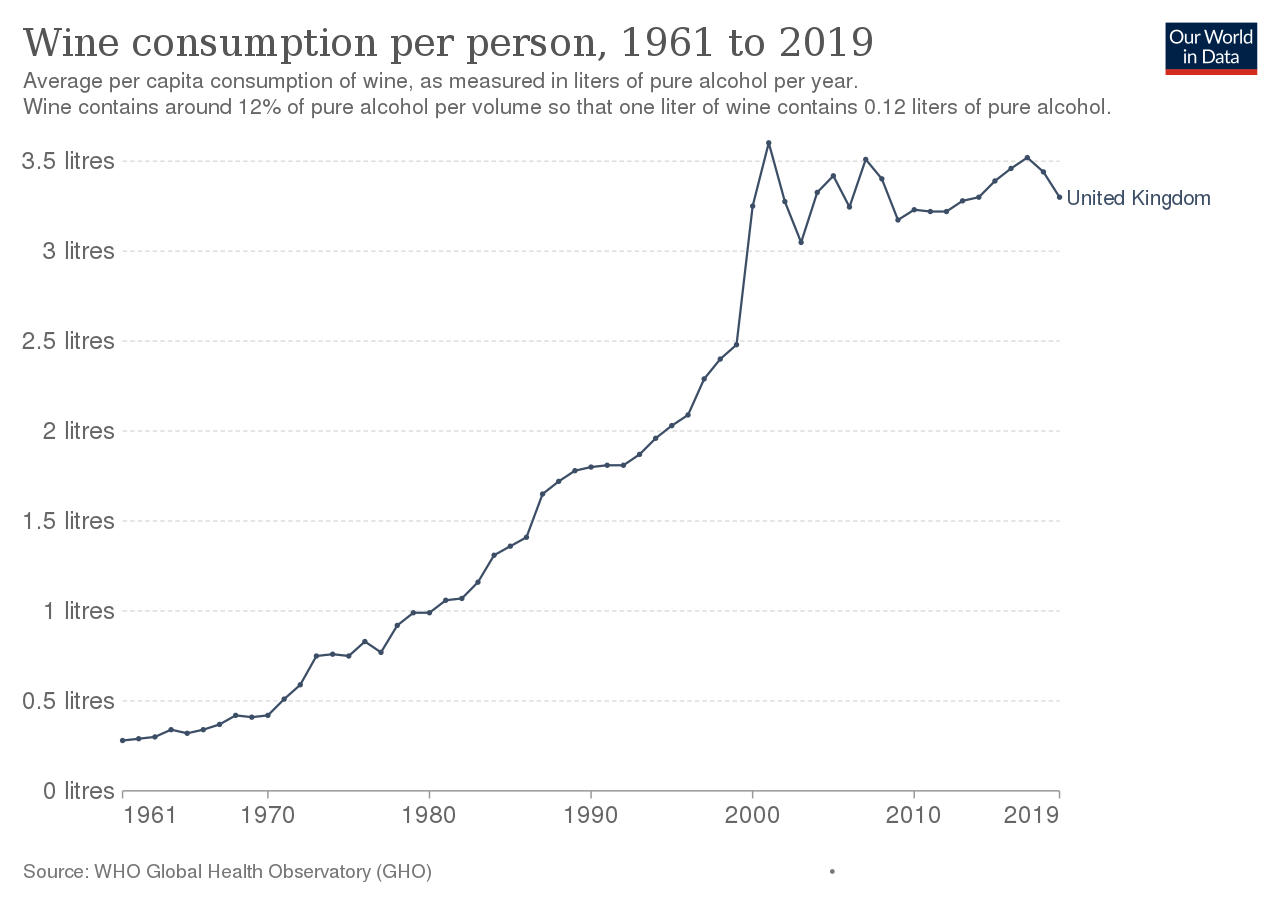 Wine consumption per person, 1961 to 2019
Our World
in Data
Average per capita consumption of wine, as measured in liters of pure alcohol per year.
Wine contains around 12% of pure alcohol per volume so that one liter of wine contains 0.12 liters of pure alcohol.
3.5 litres
United Kingdom
3 litres
2.5 litres
2 litres
1.5 litres
1 litres
0.5 litres
0 litres
1961 1970 1980 1990 2000 2010 2019
Source: WHO Global Health Observatory (GHO) •